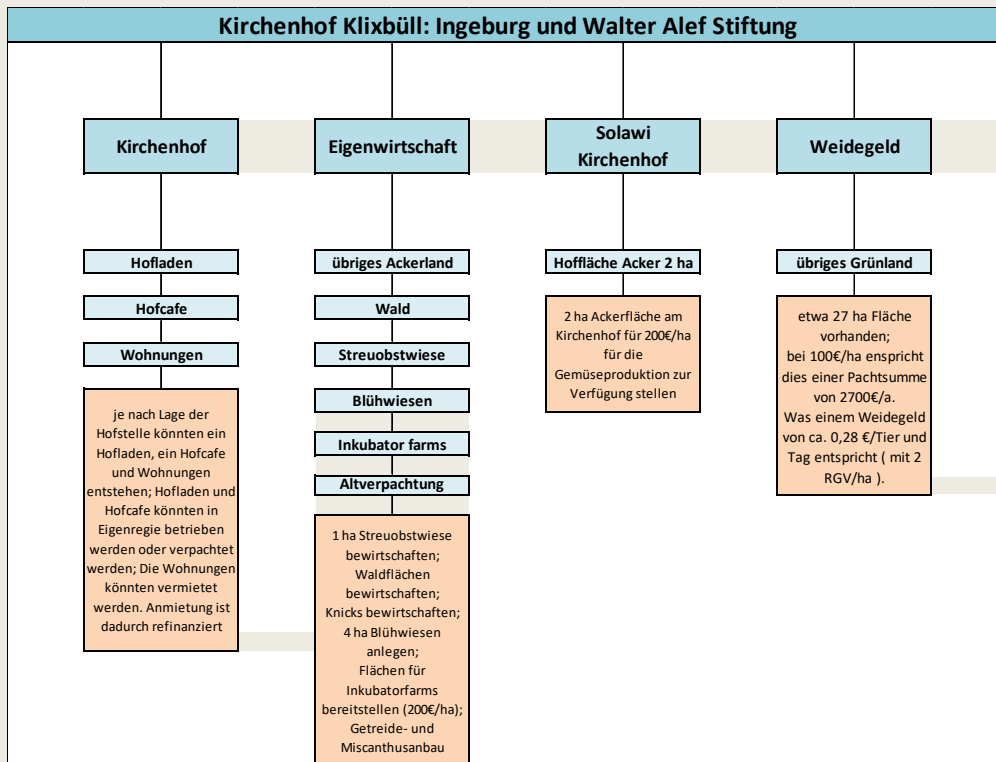 Kirchenhof Klixbüll: Ingeburg und Walter Alef Stiftung
Kirchenhof
Hofladen
Hofcafe
Wohnungen
je nach Lage der
Hofstelle könnten ein
Hofladen, ein Hofcafe
und Wohnungen
entstehen; Hofladen und
Hofcafe könnten in
Eigenregie betrieben
werden oder verpachtet
werden; Die Wohnungen
könnten vermietet
werden. Anmietung ist
dadurch refinanziert
Eigenwirtschaft
übriges Ackerland
Wald
Streuobstwiese
Blühwiesen
Inkubator farms
Altverpachtung
1 ha Streuobstwiese
bewirtschaften;
Waldflächen
bewirtschaften;
Knicks bewirtschaften;
4 ha Blühwiesen
anlegen;
Flächen für
Inkubatorfarms
bereitstellen (200€/ha);
Getreide- und
Miscanthusanbau
Solawi
Kirchenhof
Hoffläche Acker 2 ha
2 ha Ackerfläche am
Kirchenhof für 200€/ha
für die
Gemüseproduktion zur
Verfügung stellen
Weidegeld
übriges Grünland
etwa 27 ha Fläche
vorhanden;
bei 100€/ha enspricht
dies einer Pachtsumme
von 2700€/a.
Was einem Weidegeld
von ca. 0,28 €/Tier und
Tag entspricht ( mit 2
RGV/ha ).